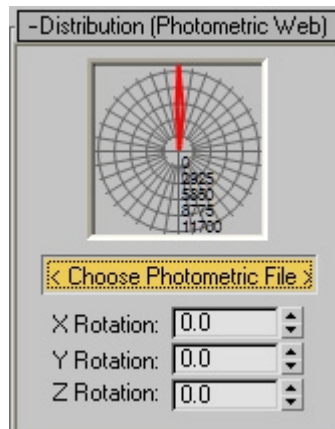 -Distribution (Photometric Web)
0
2925
5850
8775
11700
< Choose Photometric File >
X Rotation: 0.0
Y Rotation: 0.0
Z Rotation: 0.0